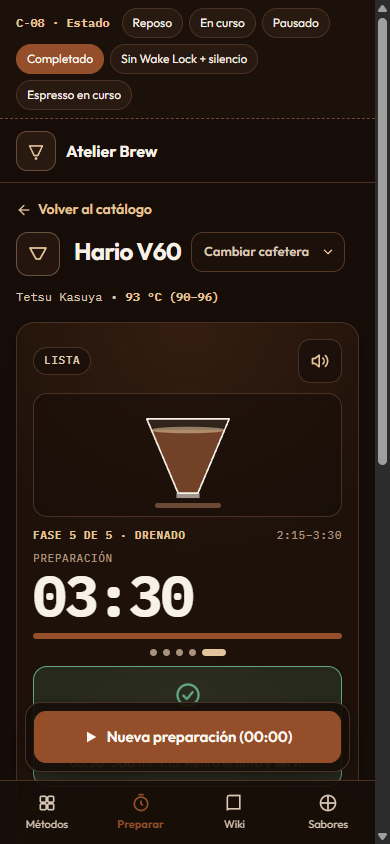 C-08 · Estado Reposo En curso Pausado
Completado Sin Wake Lock + silencio
Espresso en curso
Atelier Brew
← Volver al catálogo
Hario V60 Cambiar cafetera
Tetsu Kasuya • 93 °C (90–96)
LISTA
FASE 5 DE 5 · DRENADO 2:15–3:30
PREPARACIÓN
03:30
Nueva preparación (00:00)
Métodos Preparar Wiki Sabores